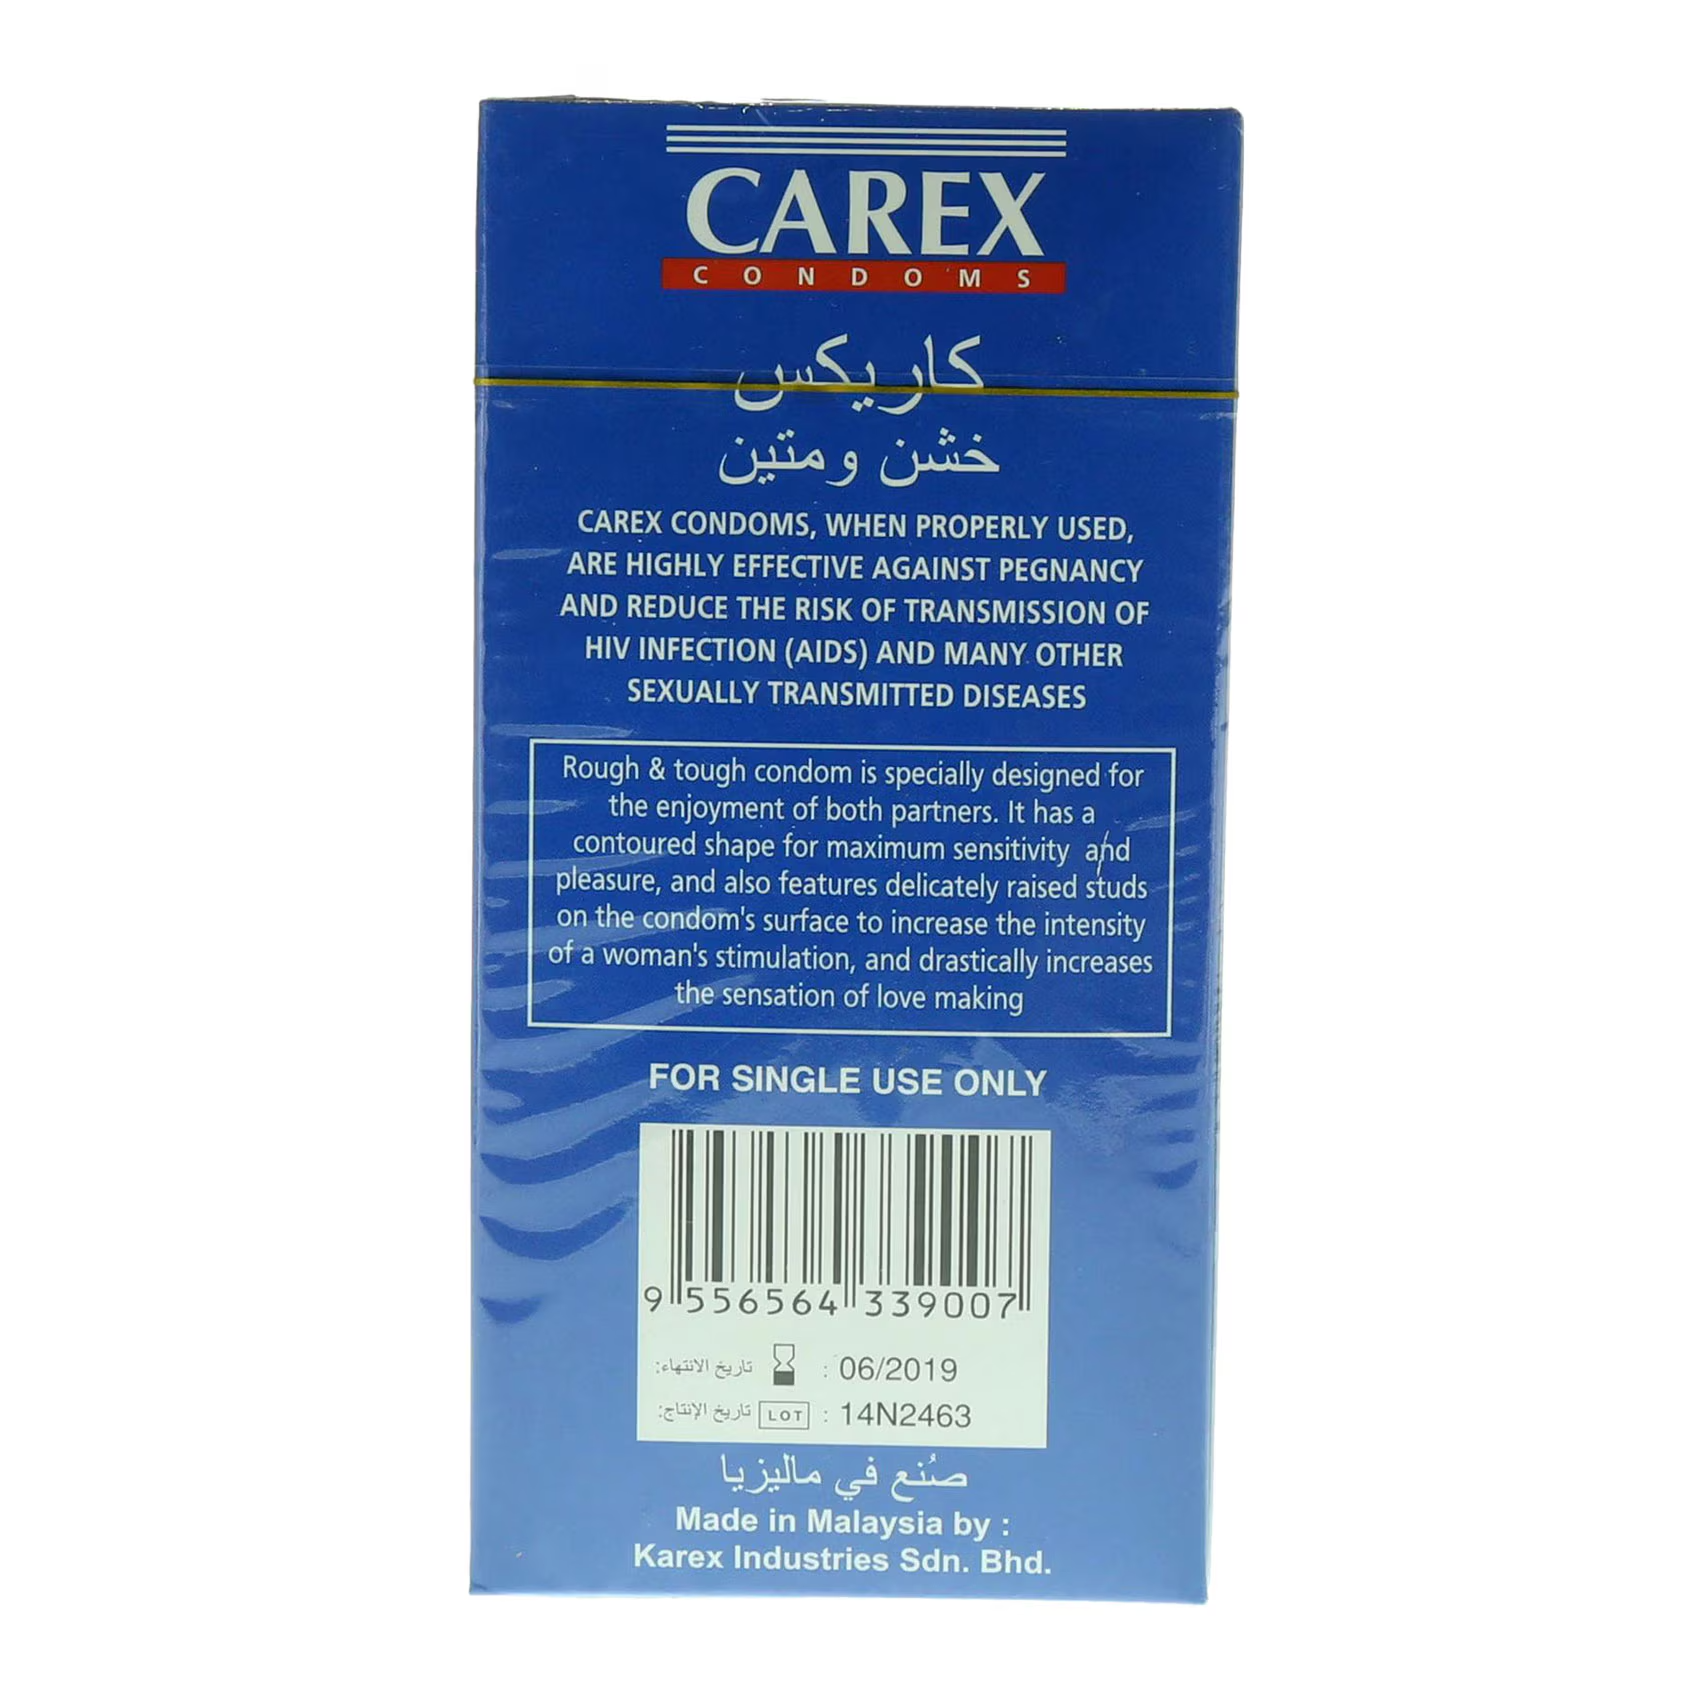 CAREX
CONDOMS
كاريكس
خشن ومتين
CAREX CONDOMS, WHEN PROPERLY USED,
ARE HIGHLY EFFECTIVE AGAINST PEGNANCY
AND REDUCE THE RISK OF TRANSMISSION OF
HIV INFECTION (AIDS) AND MANY OTHER
SEXUALLY TRANSMITTED DISEASES
Rough & tough condom is specially designed for
the enjoyment of both partners. It has a
contoured shape for maximum sensitivity and
pleasure, and also features delicately raised studs
on the condom's surface to increase the intensity
of a woman's stimulation, and drastically increases
the sensation of love making
FOR SINGLE USE ONLY
9 556564 339007
تاريخ الانتهاء: : 06/2019
تاريخ الإنتاج: LOT : 14N2463
صُنع في ماليزيا
Made in Malaysia by :
Karex Industries Sdn. Bhd.